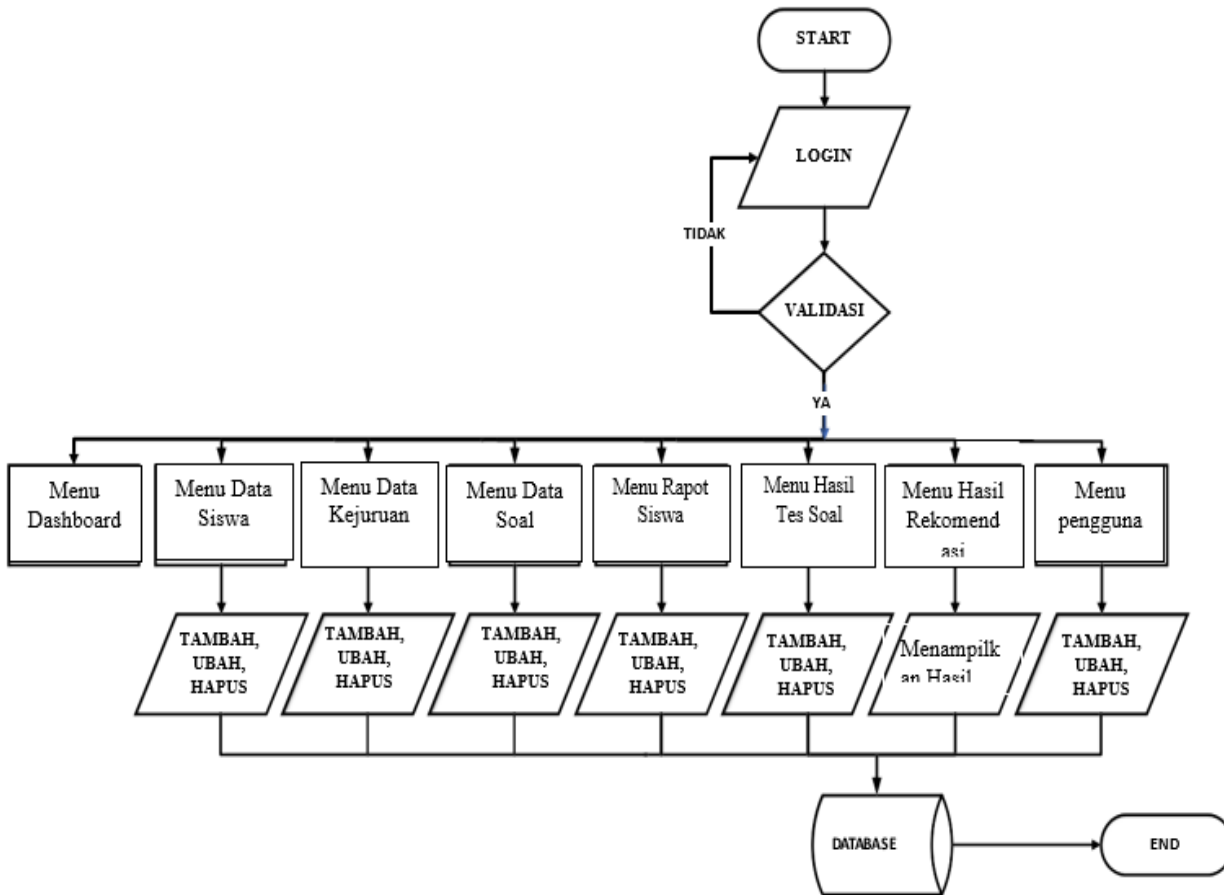 START
LOGIN
TIDAK
VALIDASI
YA
Menu
Dashboard
Menu Data
Siswa
Menu Data
Kejuruan
Menu Data
Soal
Menu Rapot
Siswa
Menu Hasil
Tes Soal
Menu Hasil
Rekomend
asi
Menu
pengguna
TAMBAH,
UBAH,
HAPUS
TAMBAH,
UBAH,
HAPUS
TAMBAH,
UBAH,
HAPUS
TAMBAH,
UBAH,
HAPUS
TAMBAH,
UBAH,
HAPUS
Menampilk
an Hasil
TAMBAH,
UBAH,
HAPUS
DATABASE
END